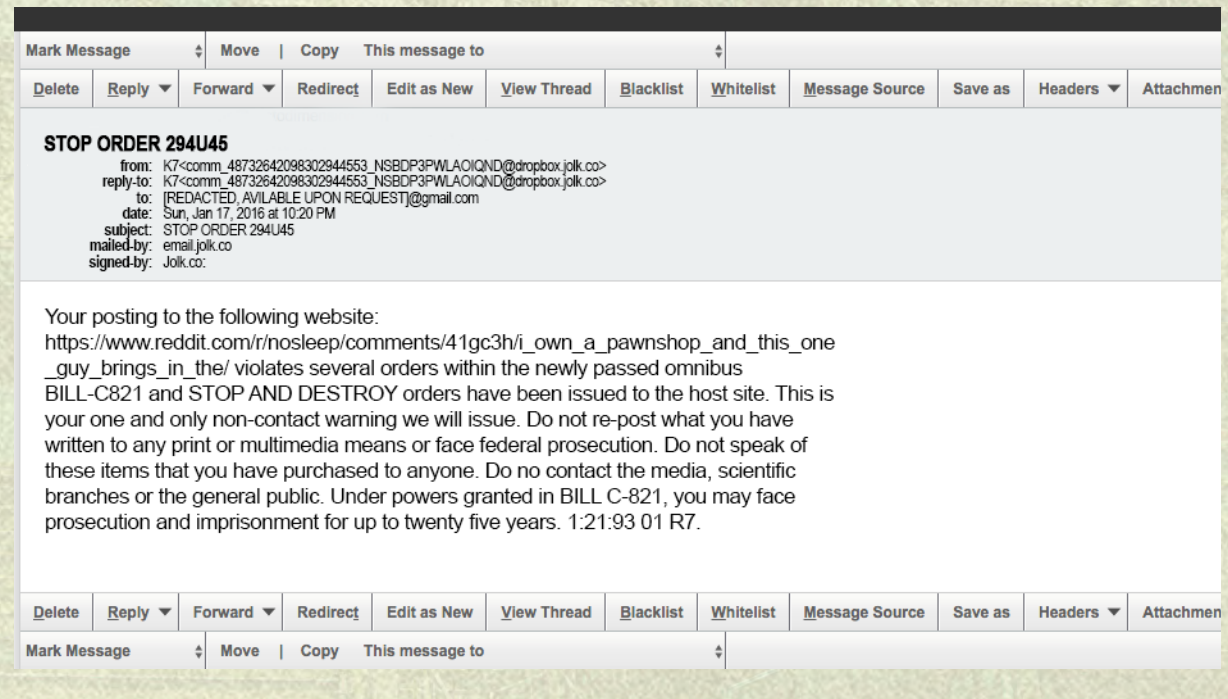 Mark Message Move | Copy This message to
Delete Reply Forward Redirect Edit as New View Thread Blacklist Whitelist Message Source Save as Headers Attachmen
STOP ORDER 294U45
from: K7<comm_48732642098302944553_NSBDP3PWLAOIQND@dropbox.jolk.co>
reply-to: K7<comm_48732642098302944553_NSBDP3PWLAOIQND@dropbox.jolk.co>
to: [REDACTED, AVILABLE UPON REQUEST]@gmail.com
date: Sun, Jan 17, 2016 at 10:20 PM
subject: STOP ORDER 294U45
mailed-by: email.jolk.co
signed-by: Jolk.co:
Your posting to the following website:
https://www.reddit.com/r/nosleep/comments/41gc3h/i_own_a_pawnshop_and_this_one
_guy_brings_in_the/ violates several orders within the newly passed omnibus
BILL-C821 and STOP AND DESTROY orders have been issued to the host site. This is
your one and only non-contact warning we will issue. Do not re-post what you have
written to any print or multimedia means or face federal prosecution. Do not speak of
these items that you have purchased to anyone. Do no contact the media, scientific
branches or the general public. Under powers granted in BILL C-821, you may face
prosecution and imprisonment for up to twenty five years. 1:21:93 01 R7.
Delete Reply Forward Redirect Edit as New View Thread Blacklist Whitelist Message Source Save as Headers Attachmen
Mark Message Move | Copy This message to